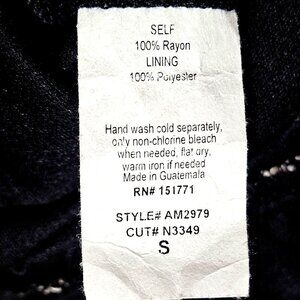 SELF
100% Rayon
LINING
100% Polyester
Hand wash cold separately,
only non-chlorine bleach
when needed, flat dry,
warm iron if needed
Made in Guatemala
RN# 151771
STYLE# AM2979
CUT# N3349
S